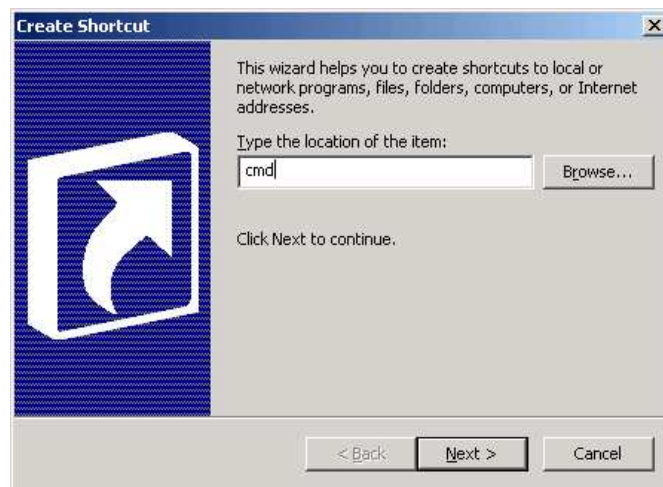 Create Shortcut
This wizard helps you to create shortcuts to local or
network programs, files, folders, computers, or Internet
addresses.
Type the location of the item:
cmd
Browse...
Click Next to continue.
< Back
Next >
Cancel